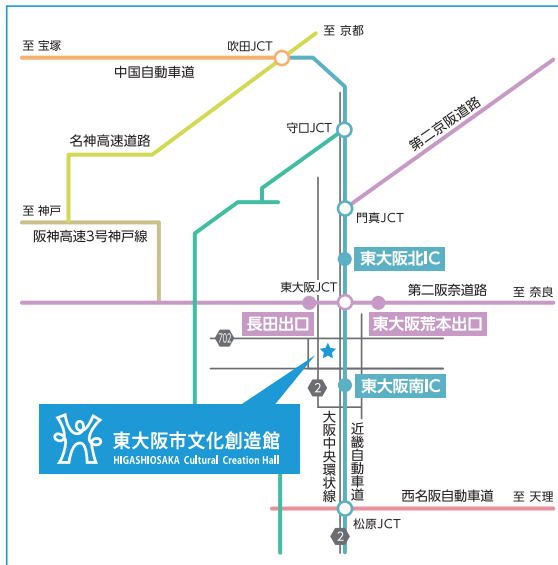 至 京都
至 宝塚
吹田JCT
中国自動車道
守口JCT
第二京阪道路
名神高速道路
至 神戸
門真JCT
阪神高速3号神戸線
東大阪北IC
東大阪JCT
第二阪奈道路
至 奈良
長田出口
東大阪荒本出口
702
東大阪南IC
2
東大阪市文化創造館
HIGASHIOSAKA Cultural Creation Hall
大阪中央環状線
近畿自動車道
西名阪自動車道
至 天理
松原JCT
2